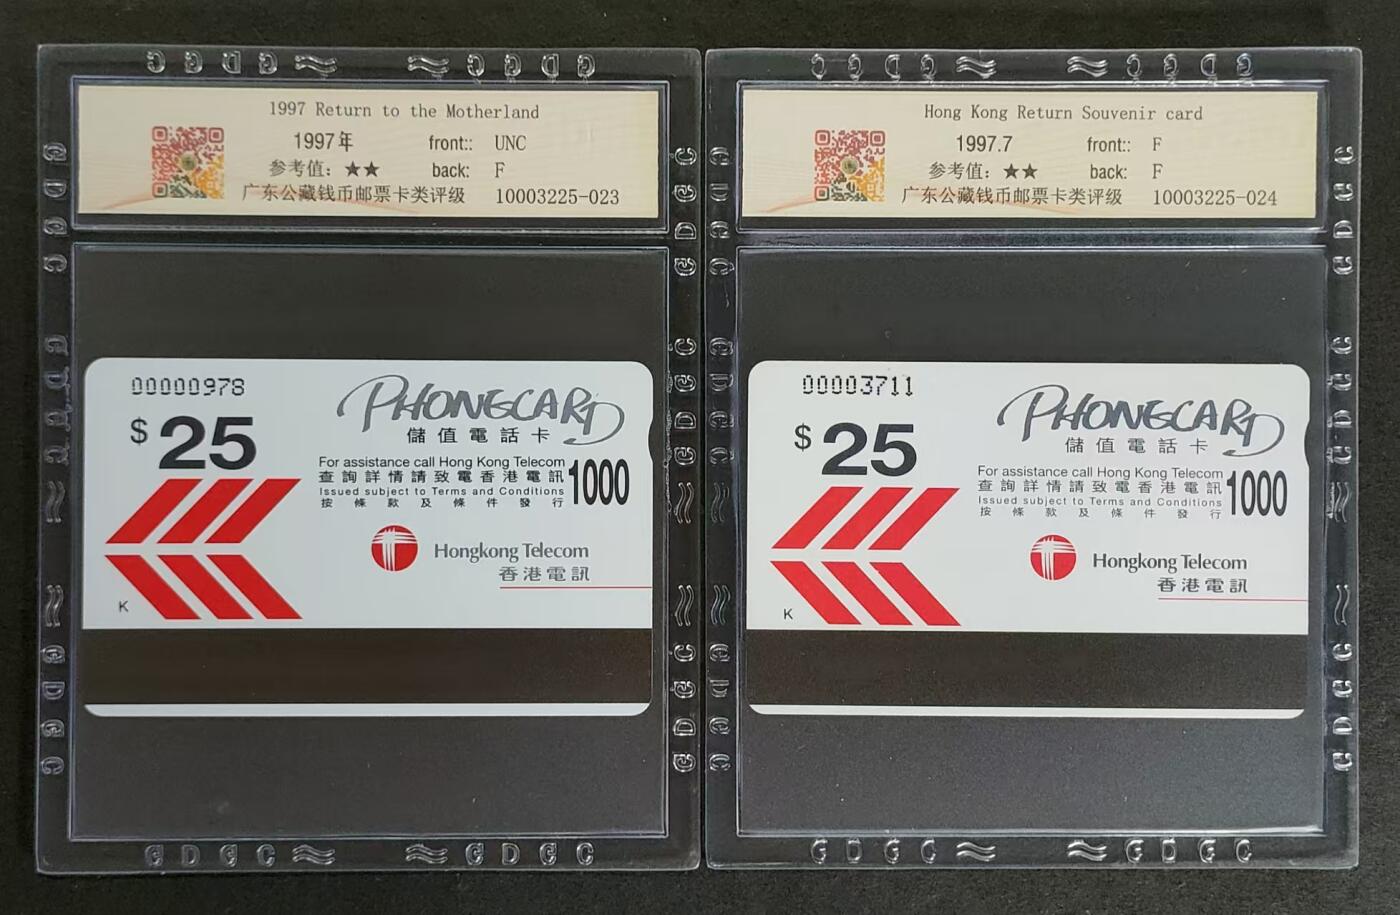 1997 Return to the Motherland
1997年 front:: UNC
参考值：★★ back: F
广东公藏钱币邮票卡类评级 10003225-023
00000978
$25
PHONECARD
儲值電話卡
For assistance call Hong Kong Telecom
查詢詳情請致電香港電訊
Issued subject to Terms and Conditions
按條款及條件發行
1000
Hongkong Telecom
香港電訊
K
Hong Kong Return Souvenir card
1997.7 front:: F
参考值：★★ back: F
广东公藏钱币邮票卡类评级 10003225-024
00003711
$25
PHONECARD
儲值電話卡
For assistance call Hong Kong Telecom
查詢詳情請致電香港電訊
Issued subject to Terms and Conditions
按條款及條件發行
1000
Hongkong Telecom
香港電訊
K